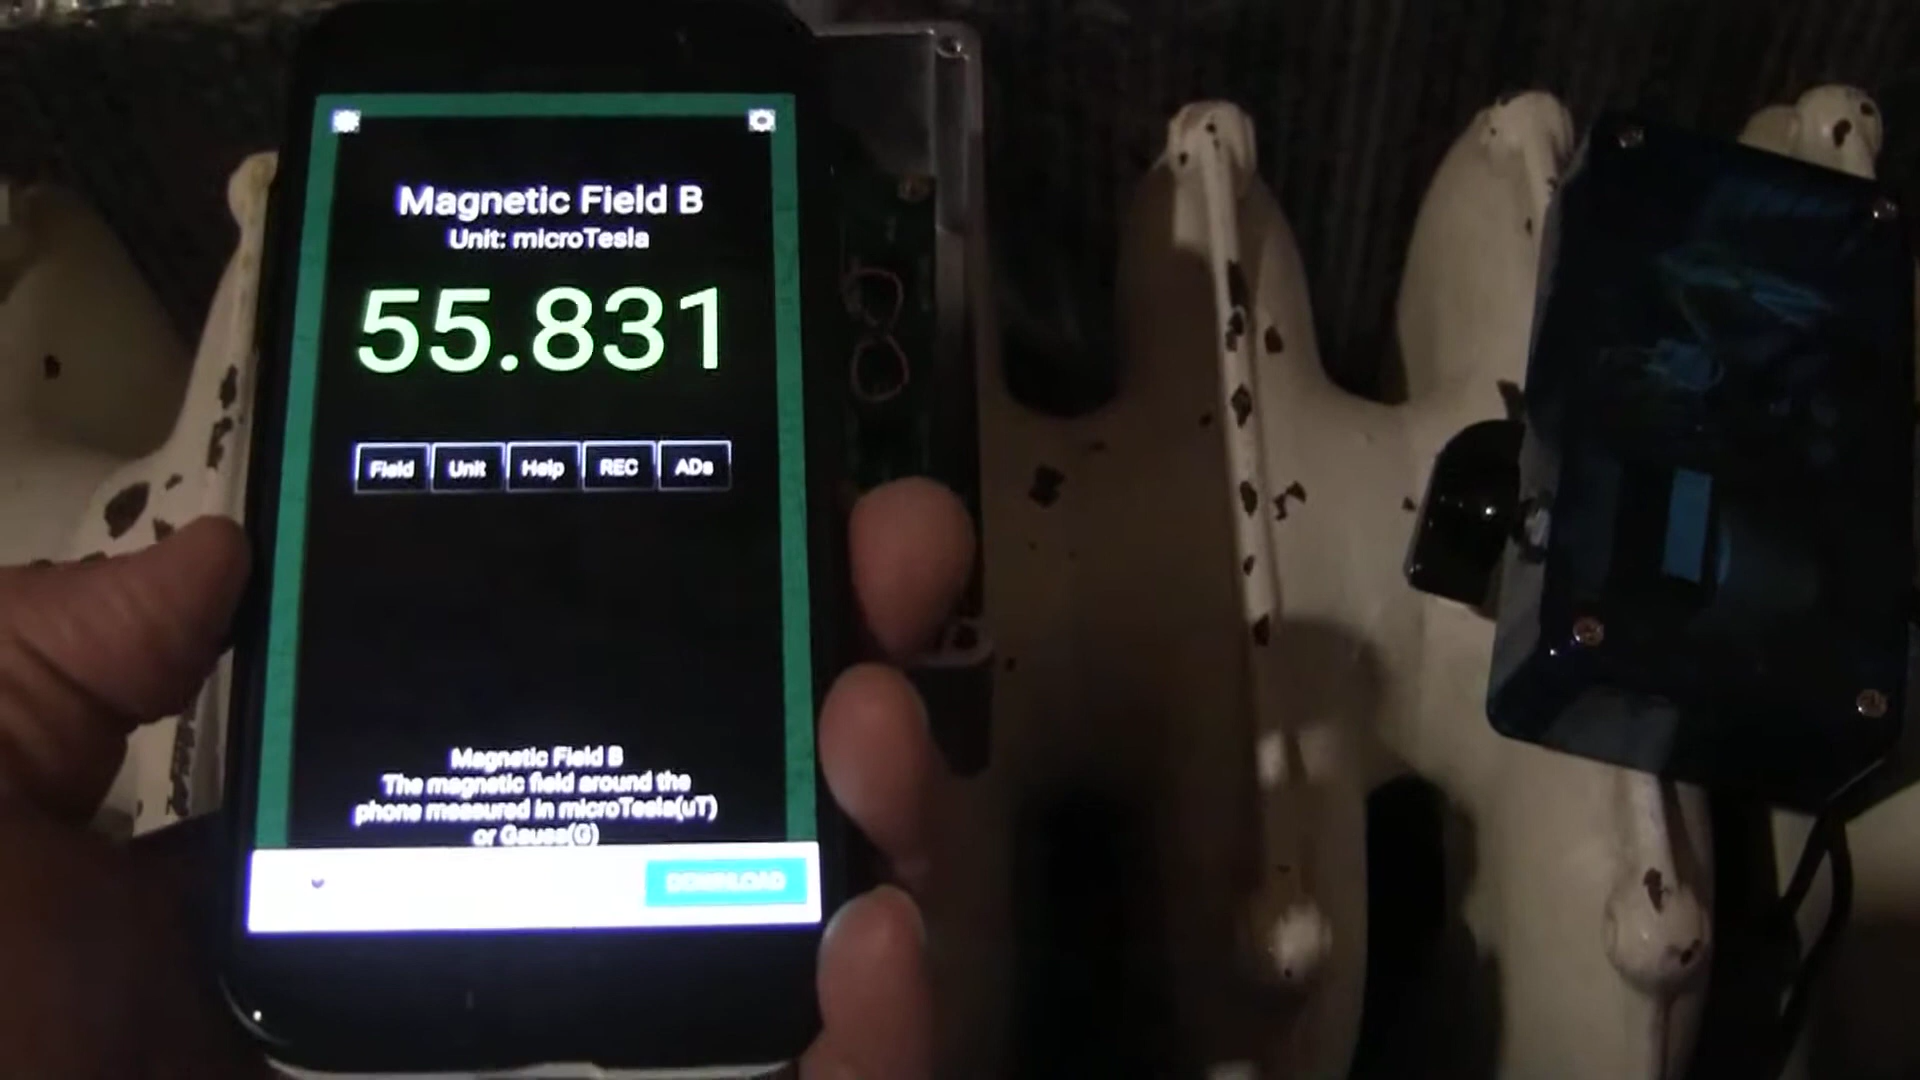 Magnetic Field B
Unit: microTesla
55.831
Field Unit Help REC ADs
Magnetic Field B
The magnetic field around the
phone measured in microTesla(uT)
or Gauss(G)
DOWNLOAD